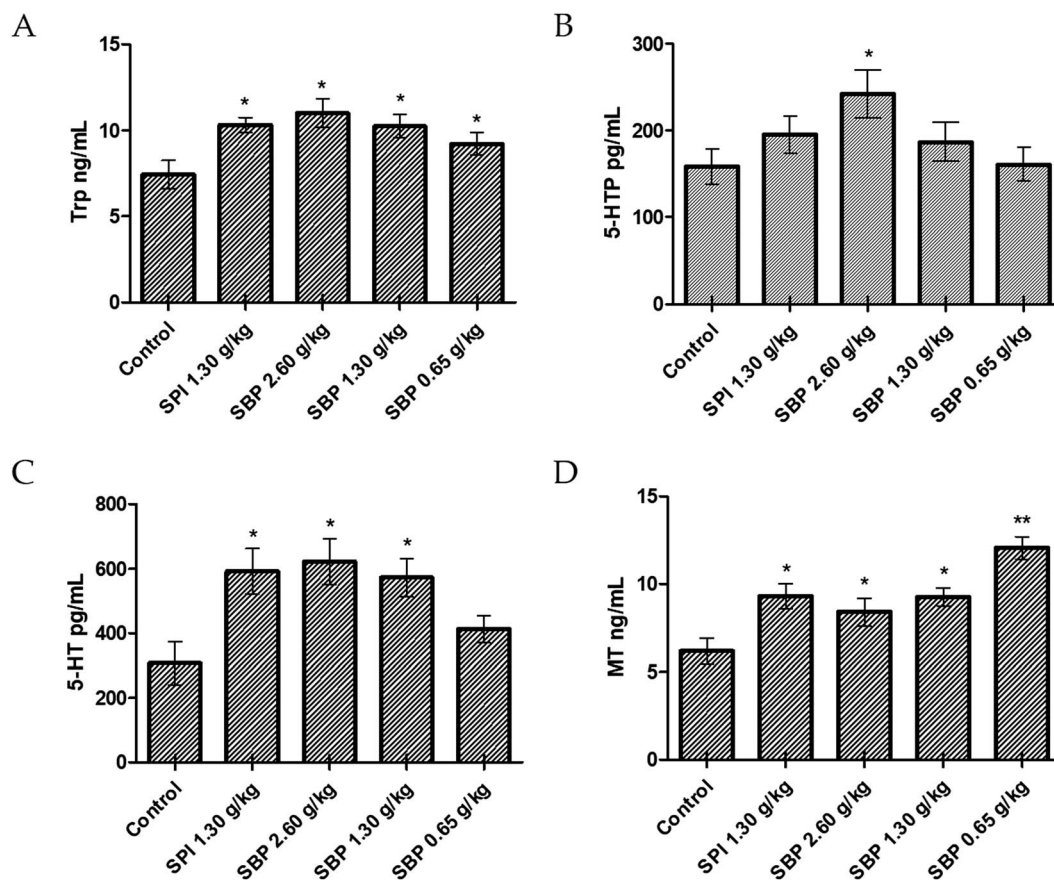 A
Trp ng/mL
15
10
5
0
*
*
*
*
Control
SPI 1.30 g/kg
SBP 2.60 g/kg
SBP 1.30 g/kg
SBP 0.65 g/kg
B
5-HTP pg/mL
300
200
100
0
*
Control
SPI 1.30 g/kg
SBP 2.60 g/kg
SBP 1.30 g/kg
SBP 0.65 g/kg
C
5-HT pg/mL
800
600
400
200
0
*
*
*
Control
SPI 1.30 g/kg
SBP 2.60 g/kg
SBP 1.30 g/kg
SBP 0.65 g/kg
D
MT ng/mL
15
10
5
0
*
*
*
**
Control
SPI 1.30 g/kg
SBP 2.60 g/kg
SBP 1.30 g/kg
SBP 0.65 g/kg